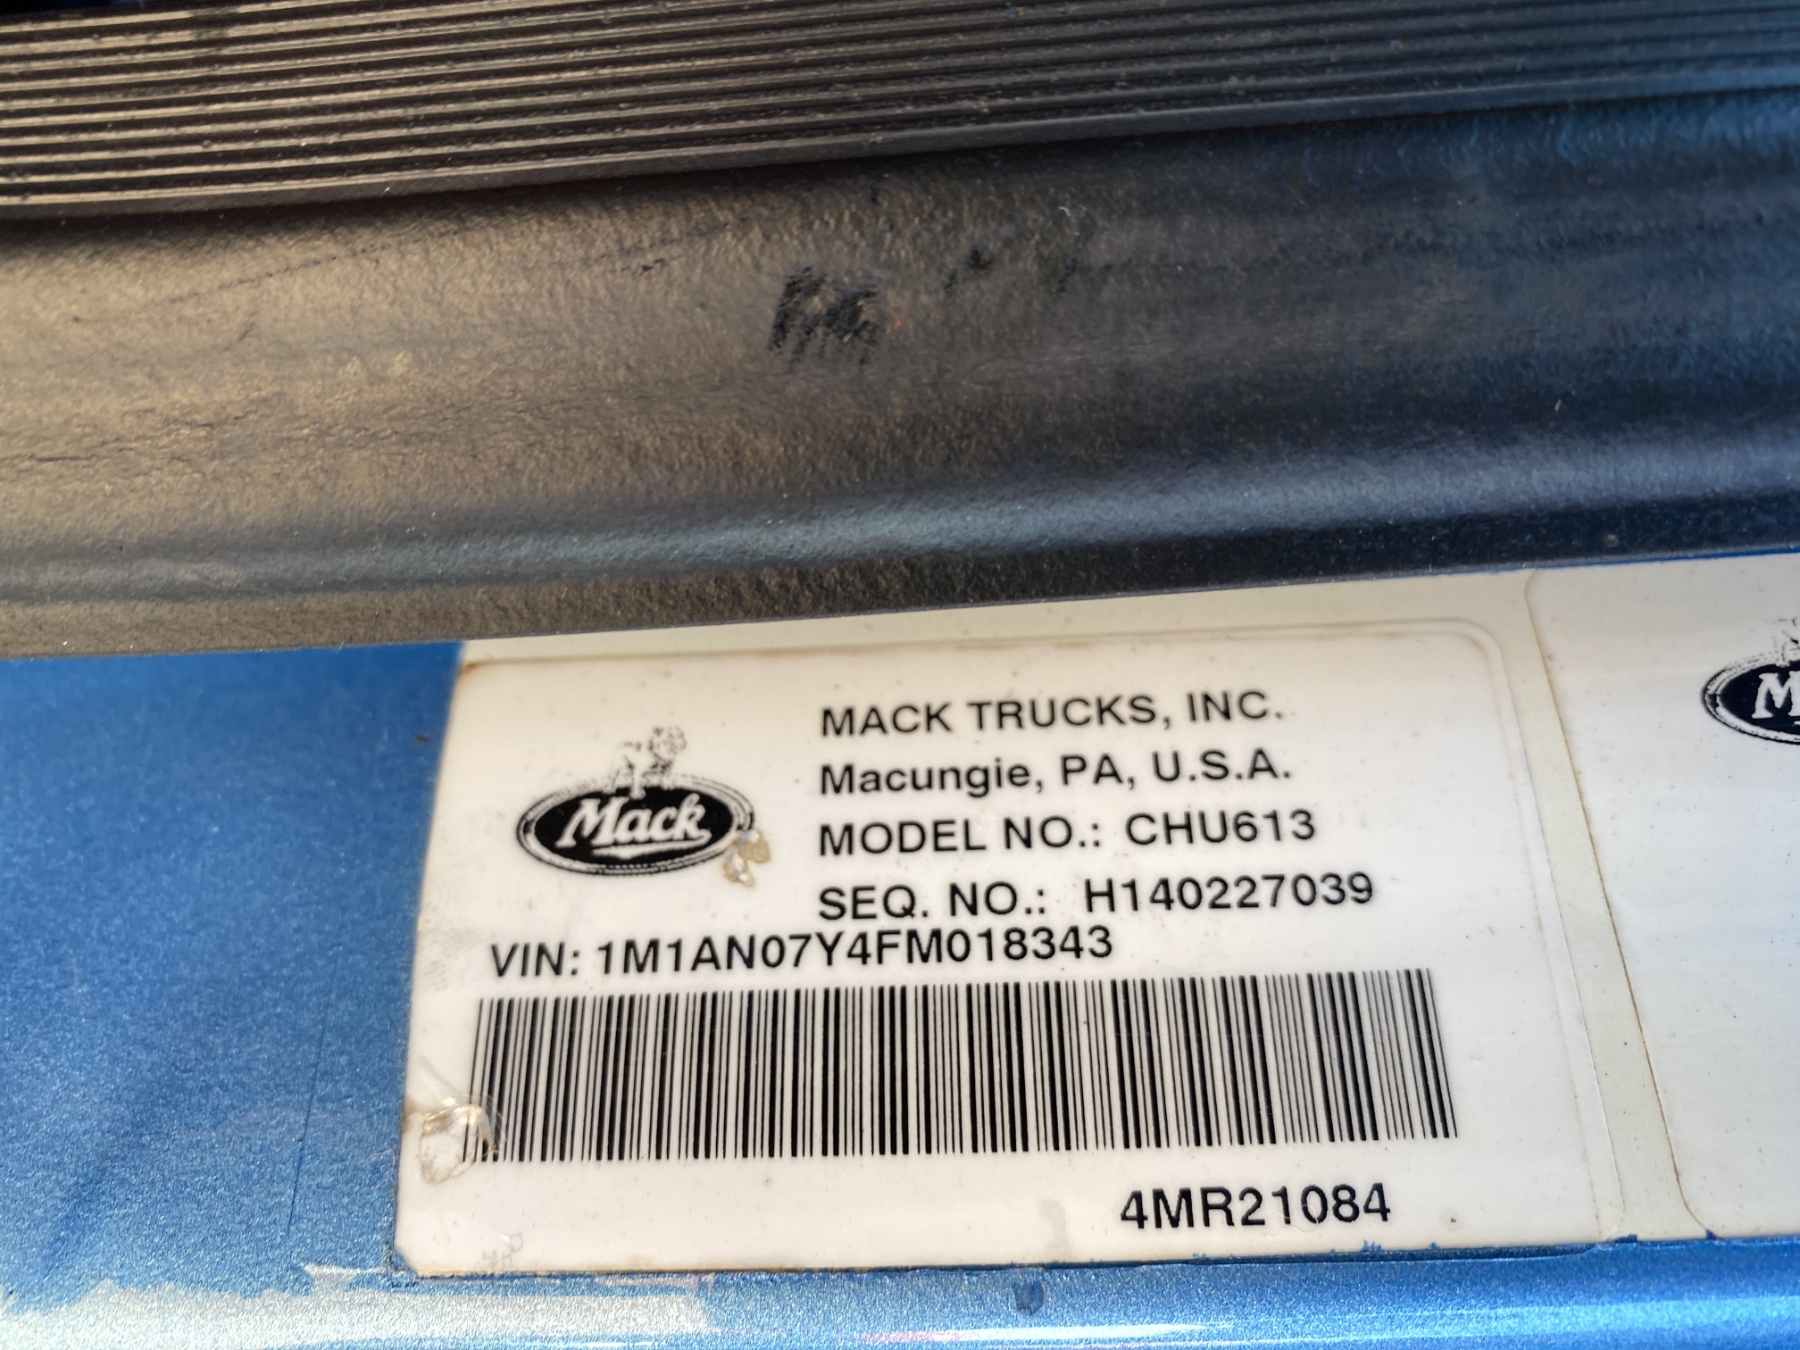 Mack
MACK TRUCKS, INC.
Macungie, PA, U.S.A.
MODEL NO.: CHU613
SEQ. NO.: H140227039
VIN: 1M1AN07Y4FM018343
4MR21084